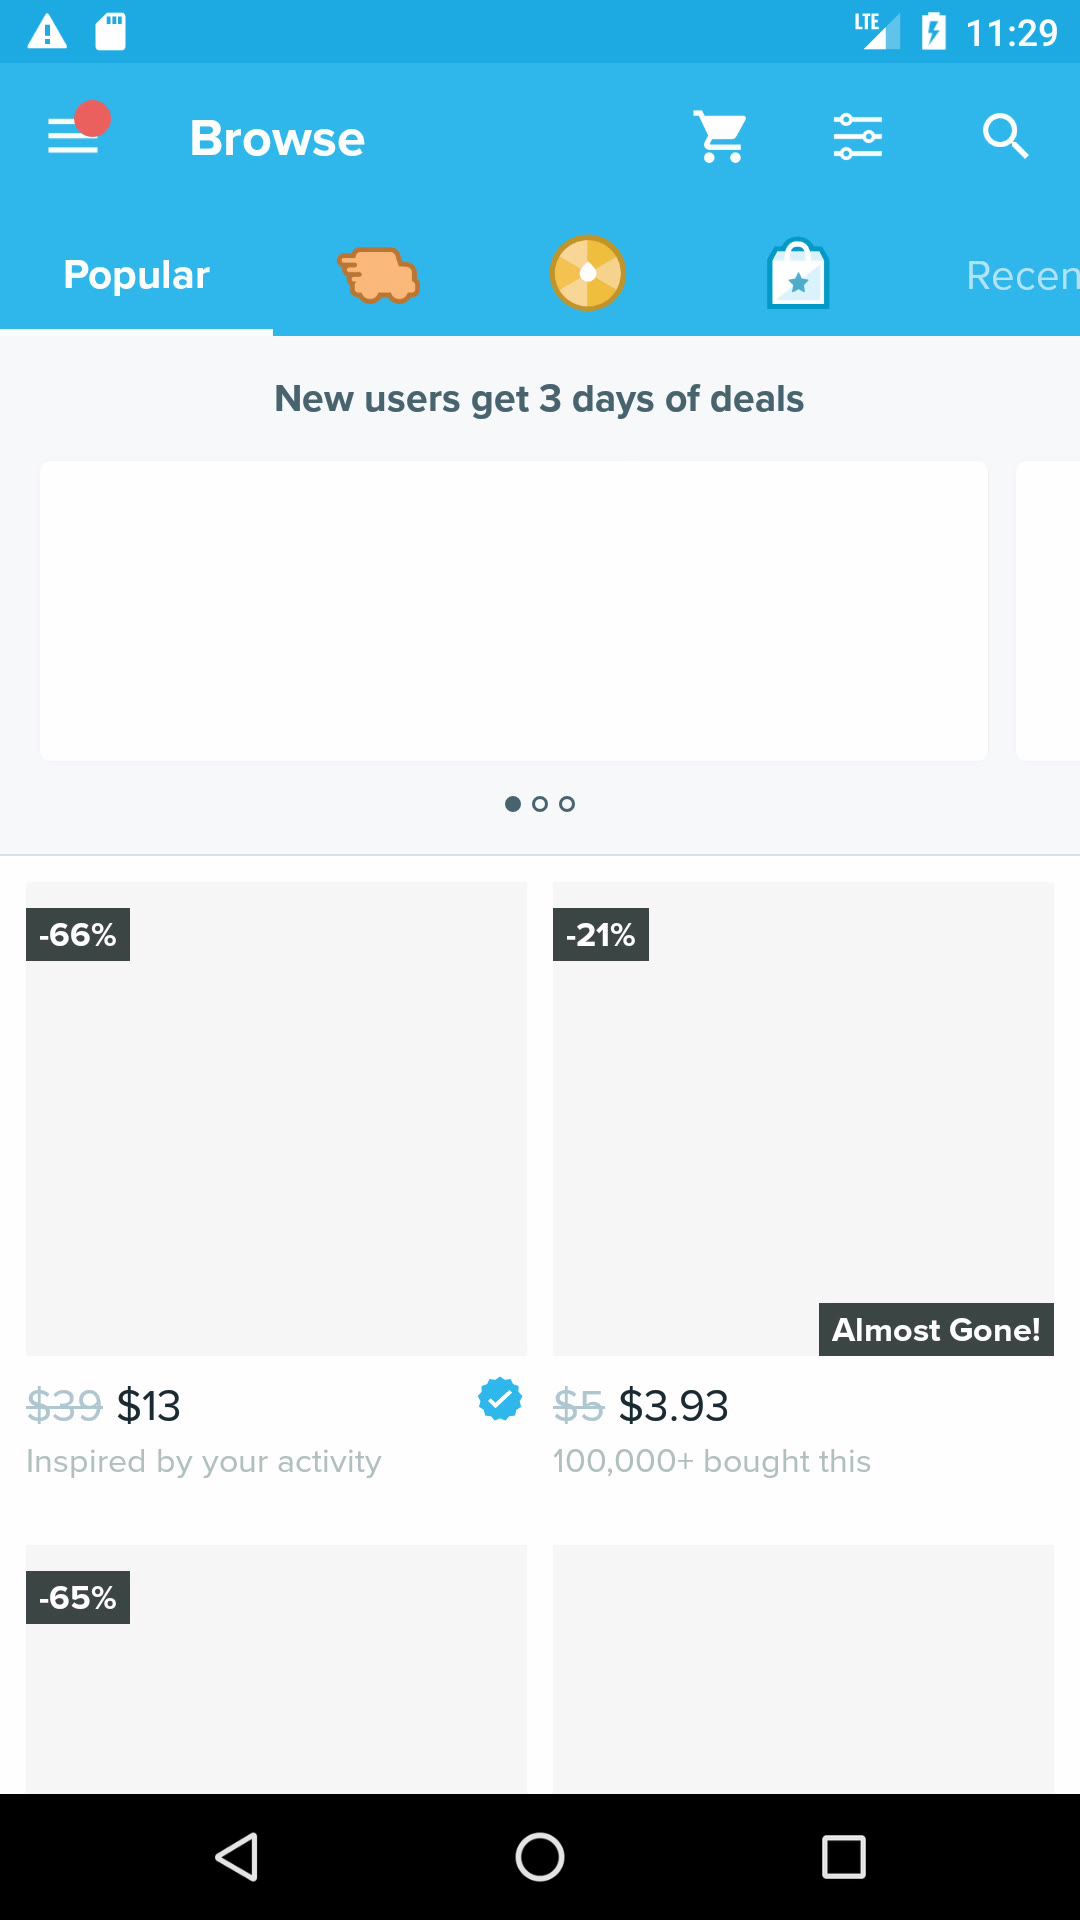 LTE 11:29
Browse
Popular
Recen
New users get 3 days of deals
-66%
-21%
Almost Gone!
$39 $13
$5 $3.93
Inspired by your activity
100,000+ bought this
-65%